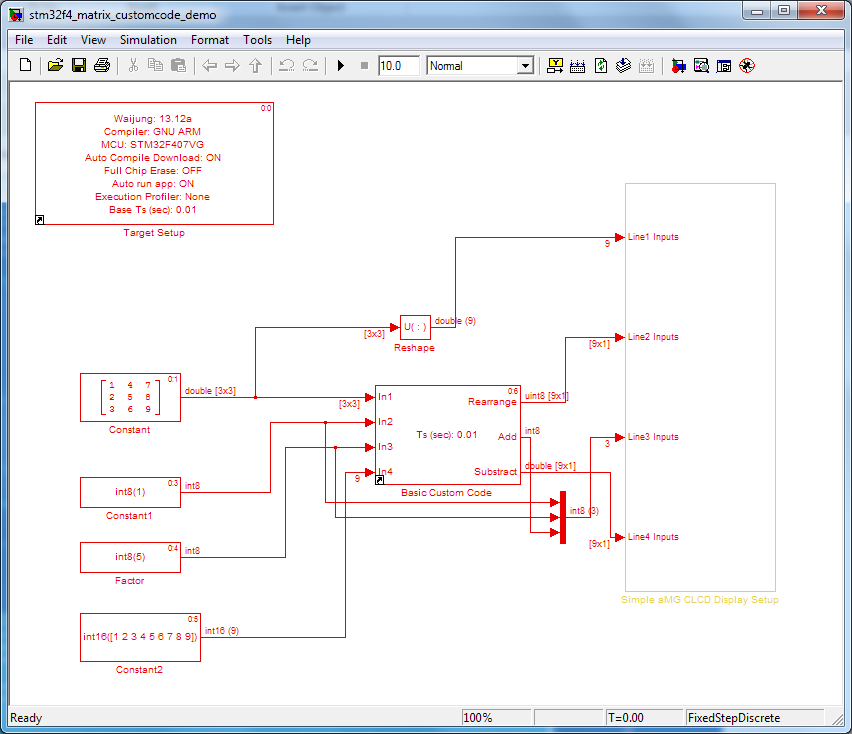 stm32f4_matrix_customcode_demo
File Edit View Simulation Format Tools Help
10.0 Normal
0:0
Waijung: 13.12a
Compiler: GNU ARM
MCU: STM32F407VG
Auto Compile Download: ON
Full Chip Erase: OFF
Auto run app: ON
Execution Profiler: None
Base Ts (sec): 0.01
Target Setup
9 Line1 Inputs
[3x3] U( : ) double (9)
Reshape
[9x1] Line2 Inputs
0:1
1 4 7
2 5 8
3 6 9
double [3x3]
Constant
0:6
[3x3] In1
In2
In3
9 In4
Ts (sec): 0.01
Rearrange uint8 [9x1]
Add int8
Substract double [9x1]
Basic Custom Code
3 Line3 Inputs
0:3
int8(1) int8
Constant1
int8 (3)
[9x1] Line4 Inputs
0:4
int8(5) int8
Factor
Simple aMG CLCD Display Setup
0:5
int16([1 2 3 4 5 6 7 8 9]) int16 (9)
Constant2
Ready 100% T=0.00 FixedStepDiscrete